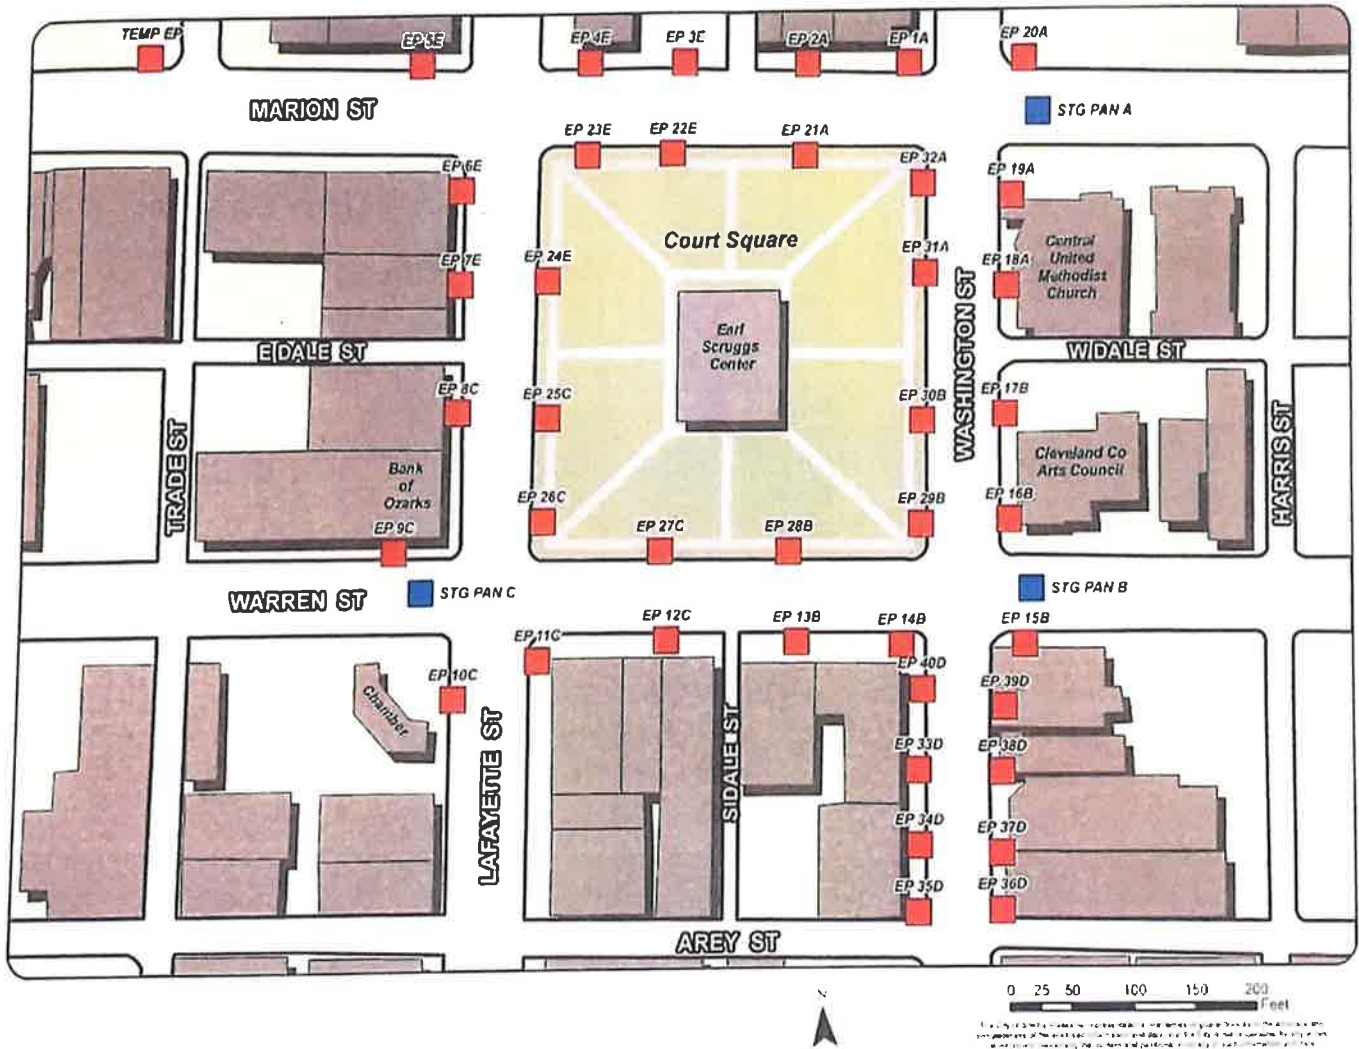 TEMP EP
EP 5E
EP 4E
EP 3E
EP 2A
EP 1A
EP 20A
MARION ST
STG PAN A
EP 23E
EP 22E
EP 21A
EP 32A
EP 6E
EP 19A
Court Square
EP 7E
EP 24E
EP 31A
EP 18A
Central
United
Methodist
Church
WASHINGTON ST
Earl
Scruggs
Center
E DALE ST
W DALE ST
EP 8C
EP 25C
EP 30B
EP 17B
TRADE ST
Bank
of
Ozarks
Cleveland Co
Arts Council
HARRIS ST
EP 9C
EP 26C
EP 27C
EP 28B
EP 29B
EP 16B
WARREN ST
STG PAN C
STG PAN B
EP 11C
EP 12C
EP 13B
EP 14B
EP 15B
EP 10C
EP 40D
EP 39D
Chamber
LAFAYETTE ST
S DALE ST
EP 33D
EP 38D
EP 34D
EP 37D
EP 35D
EP 36D
AREY ST
0 25 50 100 150 200
Feet